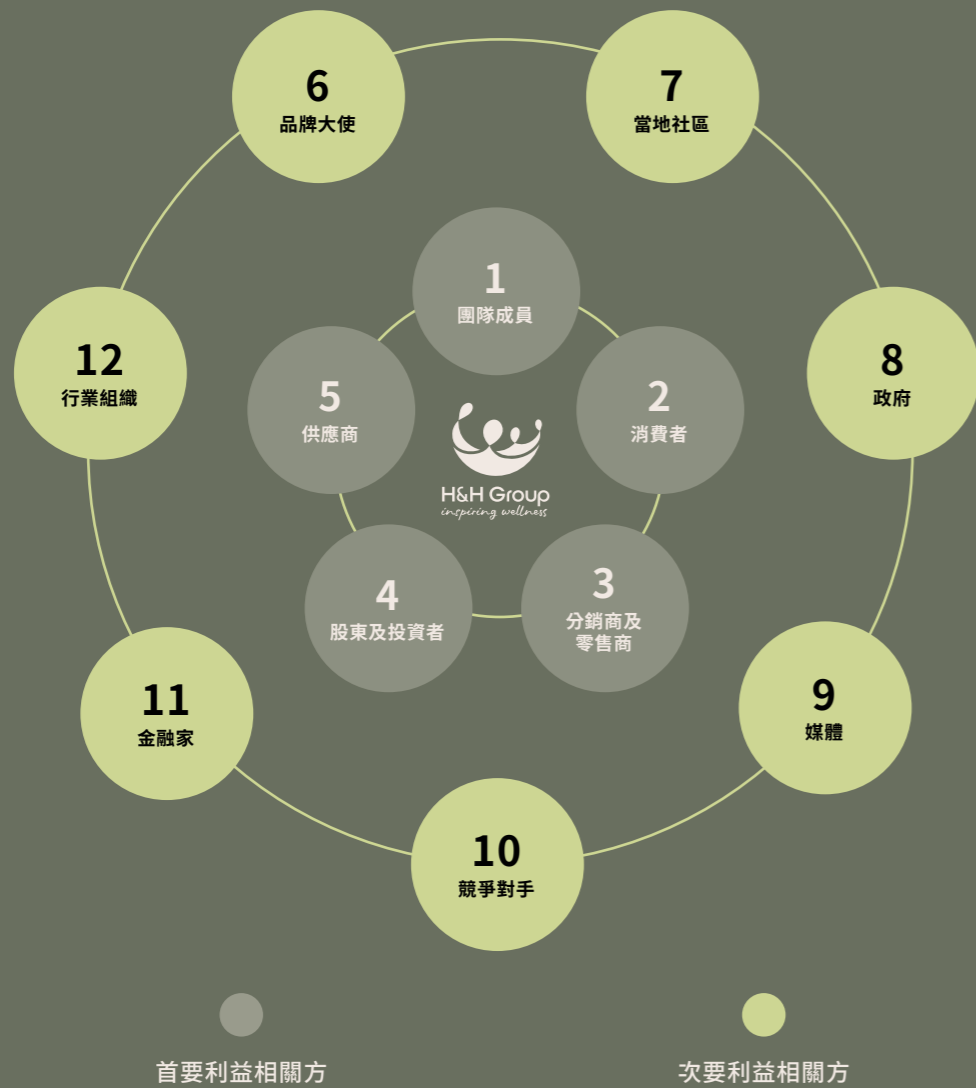 6
品牌大使
7
當地社區
1
團隊成員
12
行業組織
5
供應商
2
消費者
8
政府
H&H Group
inspiring wellness
4
股東及投資者
3
分銷商及
零售商
11
金融家
9
媒體
10
競爭對手
首要利益相關方
次要利益相關方